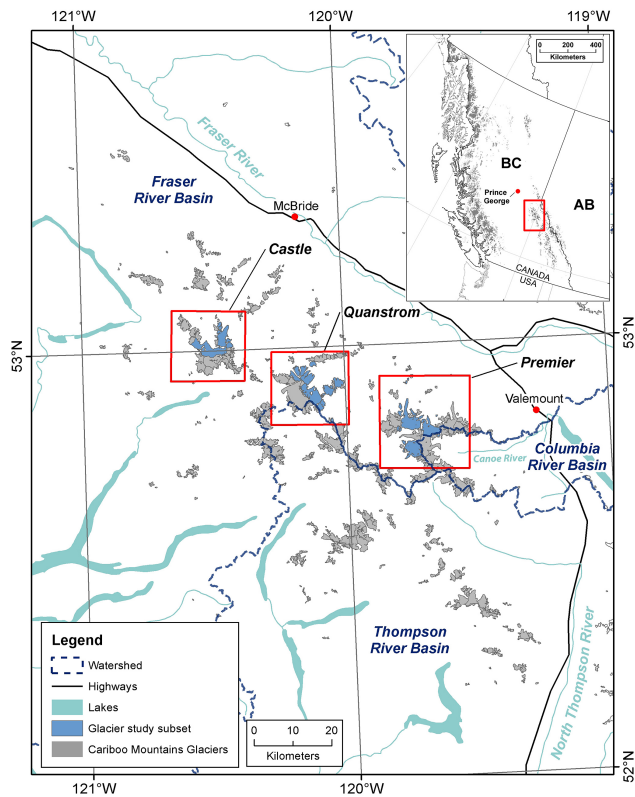 121°W
120°W
119°W
0 200 400
Kilometers
BC
AB
Prince
George
CANADA
USA
Fraser River
Fraser
River Basin
McBride
Castle
Quanstrom
Premier
53°N
53°N
Valemount
Columbia
River Basin
Canoe River
Thompson
River Basin
North Thompson River
Legend
Watershed
Highways
Lakes
Glacier study subset
Cariboo Mountains Glaciers
0 10 20
Kilometers
52°N
121°W
120°W